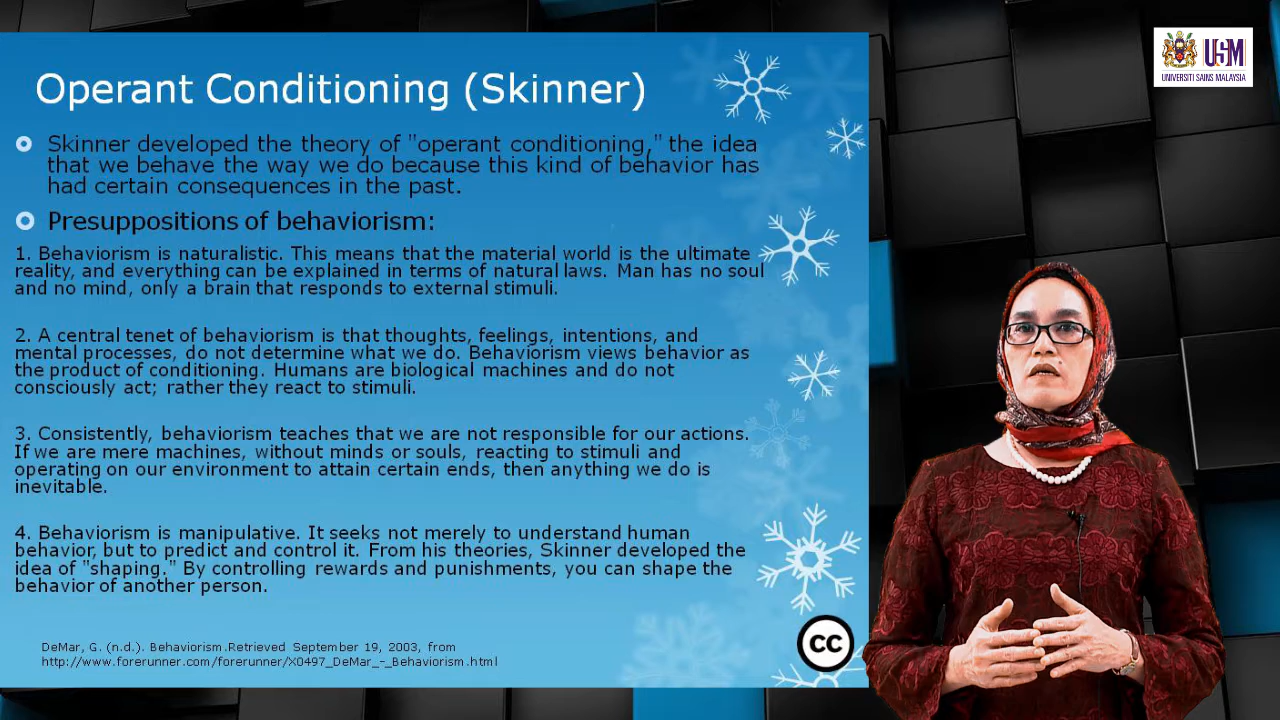 Operant Conditioning (Skinner)
Skinner developed the theory of "operant conditioning," the idea
that we behave the way we do because this kind of behavior has
had certain consequences in the past.
Presuppositions of behaviorism:
1. Behaviorism is naturalistic. This means that the material world is the ultimate
reality, and everything can be explained in terms of natural laws. Man has no soul
and no mind, only a brain that responds to external stimuli.
2. A central tenet of behaviorism is that thoughts, feelings, intentions, and
mental processes, do not determine what we do. Behaviorism views behavior as
the product of conditioning. Humans are biological machines and do not
consciously act; rather they react to stimuli.
3. Consistently, behaviorism teaches that we are not responsible for our actions.
If we are mere machines, without minds or souls, reacting to stimuli and
operating on our environment to attain certain ends, then anything we do is
inevitable.
4. Behaviorism is manipulative. It seeks not merely to understand human
behavior, but to predict and control it. From his theories, Skinner developed the
idea of "shaping." By controlling rewards and punishments, you can shape the
behavior of another person.
DeMar, G. (n.d.). Behaviorism.Retrieved September 19, 2003, from
http://www.forerunner.com/forerunner/X0497_DeMar_-_Behaviorism.html
cc
USM
UNIVERSITI SAINS MALAYSIA